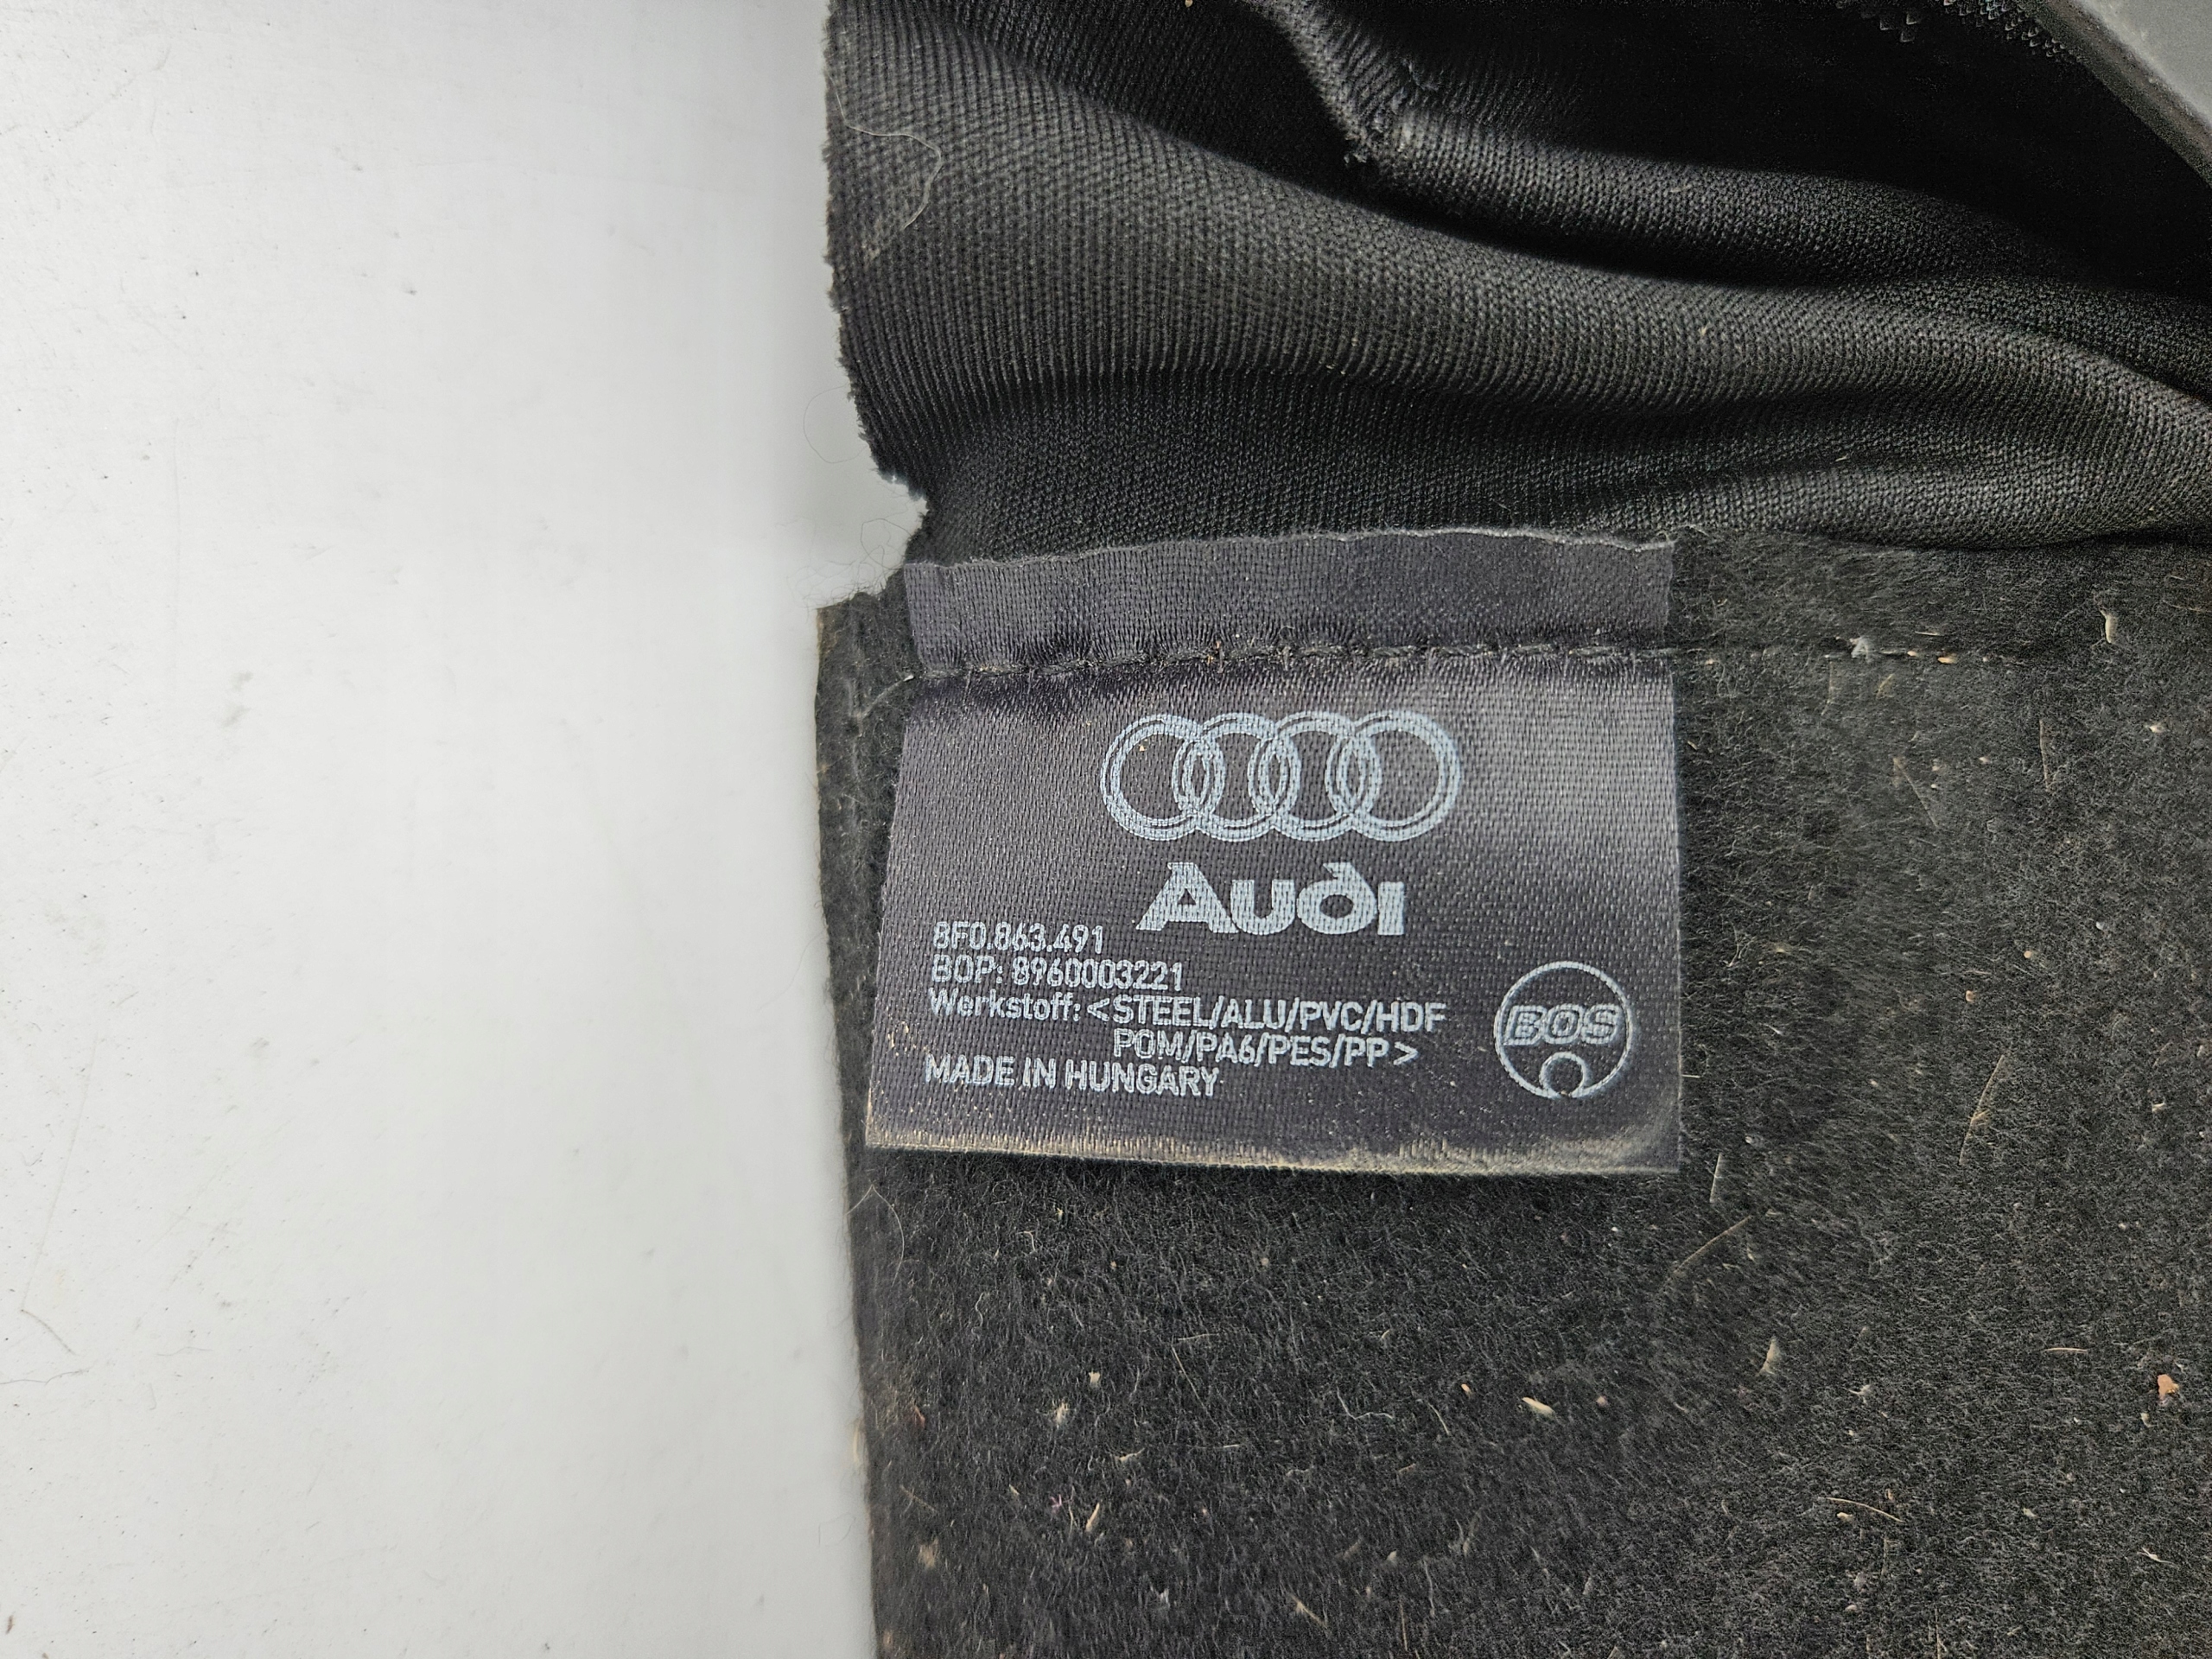 Audi
8F0.863.491
BOP: 8960003221
Werkstoff: <STEEL/ALU/PVC/HDF
POM/PA6/PES/PP>
MADE IN HUNGARY
BOS